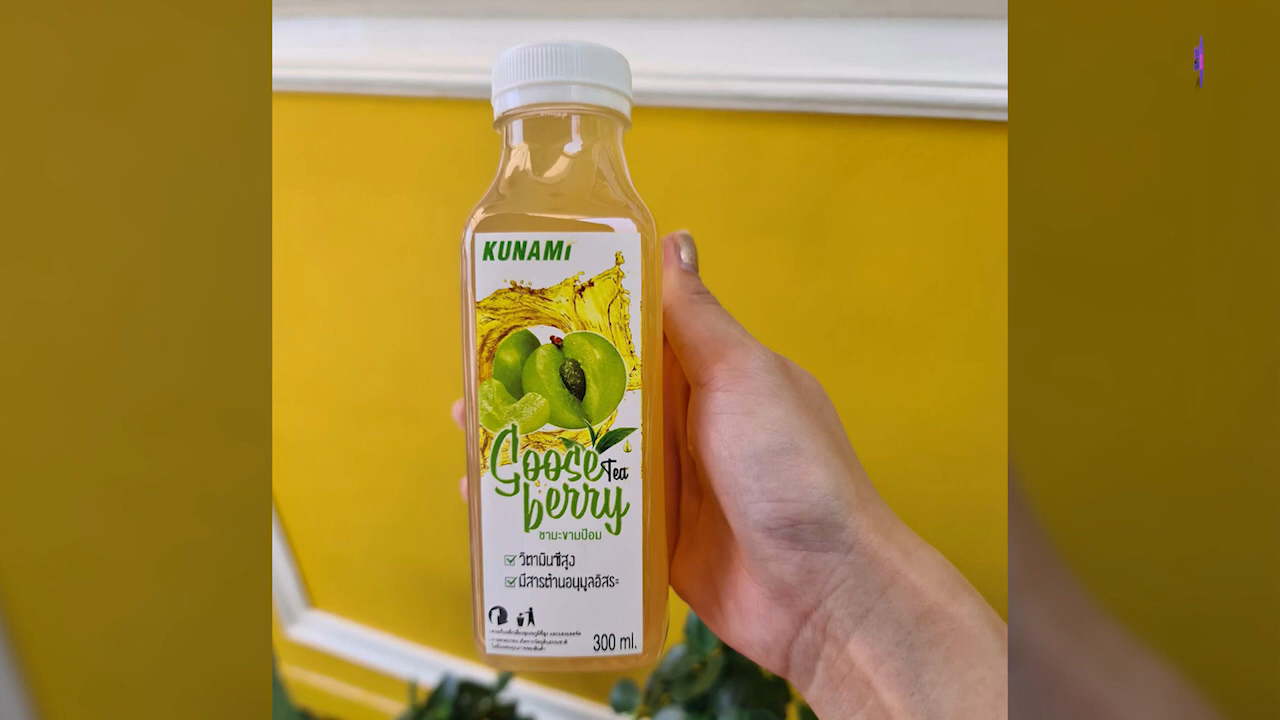 KUNAMi
Goose
Tea
berry
ชามะขามป้อม
วิตามินซีสูง
มีสารต้านอนุมูลอิสระ
300 ml.